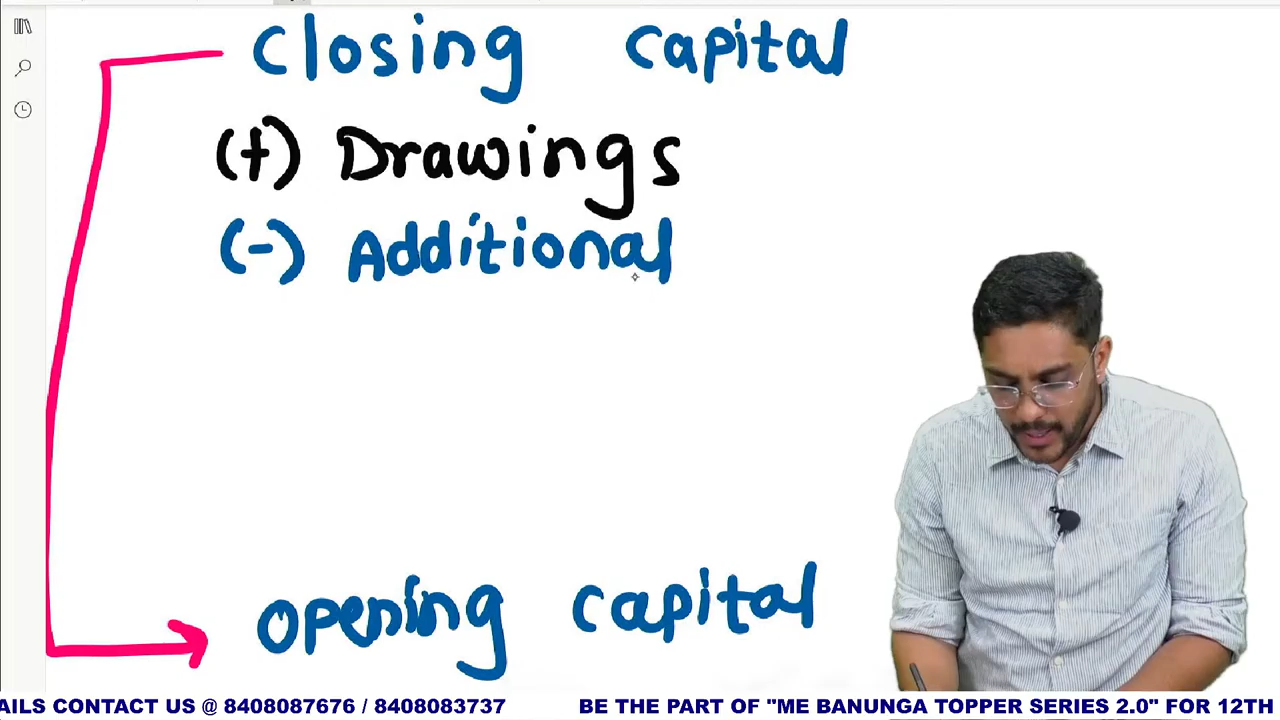 closing capital
(+) Drawings
(-) Additional
opening capital
AILS CONTACT US @ 8408087676 / 8408083737 BE THE PART OF "ME BANUNGA TOPPER SERIES 2.0" FOR 12TH